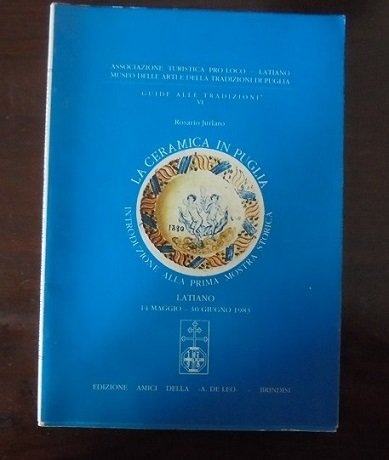 ASSOCIAZIONE TURISTICA PRO LOCO - LATIANO
MUSEO DELLE ARTI E DELLA TRADIZIONI DI PUGLIA
GUIDE ALLE TRADIZIONI
VI
Rosario Jurlaro
LA CERAMICA IN PUGLIA
1780
INTRODUZIONE ALLA PRIMA MOSTRA STORICA
LATIANO
14 MAGGIO - 30 GIUGNO 1983
EDIZIONE AMICI DELLA «A. DE LEO» - BRINDISI